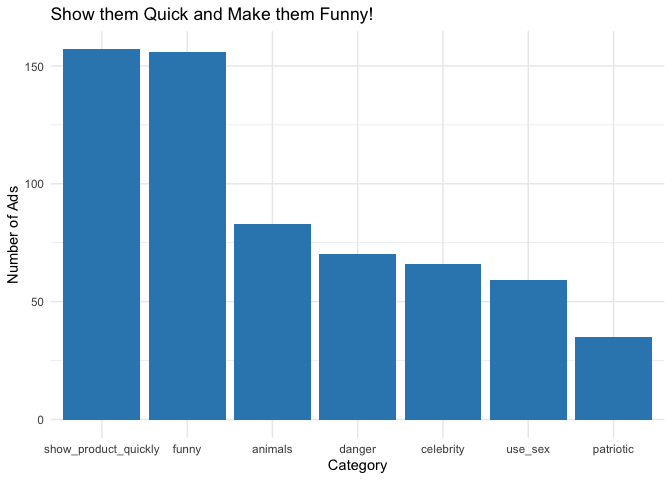 Show them Quick and Make them Funny!
Number of Ads
150
100
50
0
show_product_quickly funny animals danger celebrity use_sex patriotic
Category